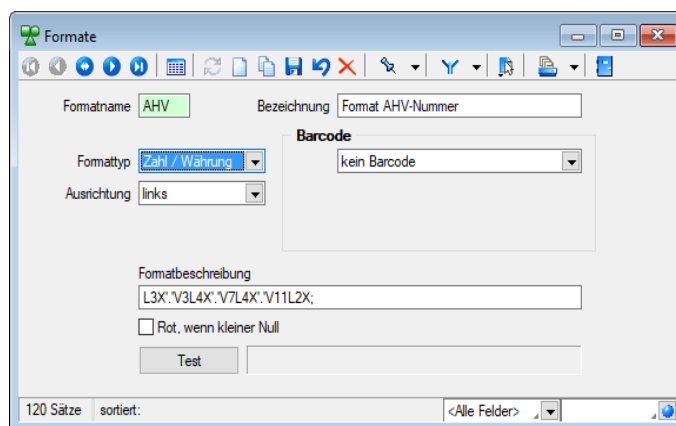 Formate
Formatname AHV Bezeichnung Format AHV-Nummer
Barcode
Formattyp Zahl / Währung kein Barcode
Ausrichtung links
Formatbeschreibung
L3X'.'V3L4X'.'V7L4X'.'V11L2X;
Rot, wenn kleiner Null
Test
120 Sätze sortiert: <Alle Felder>